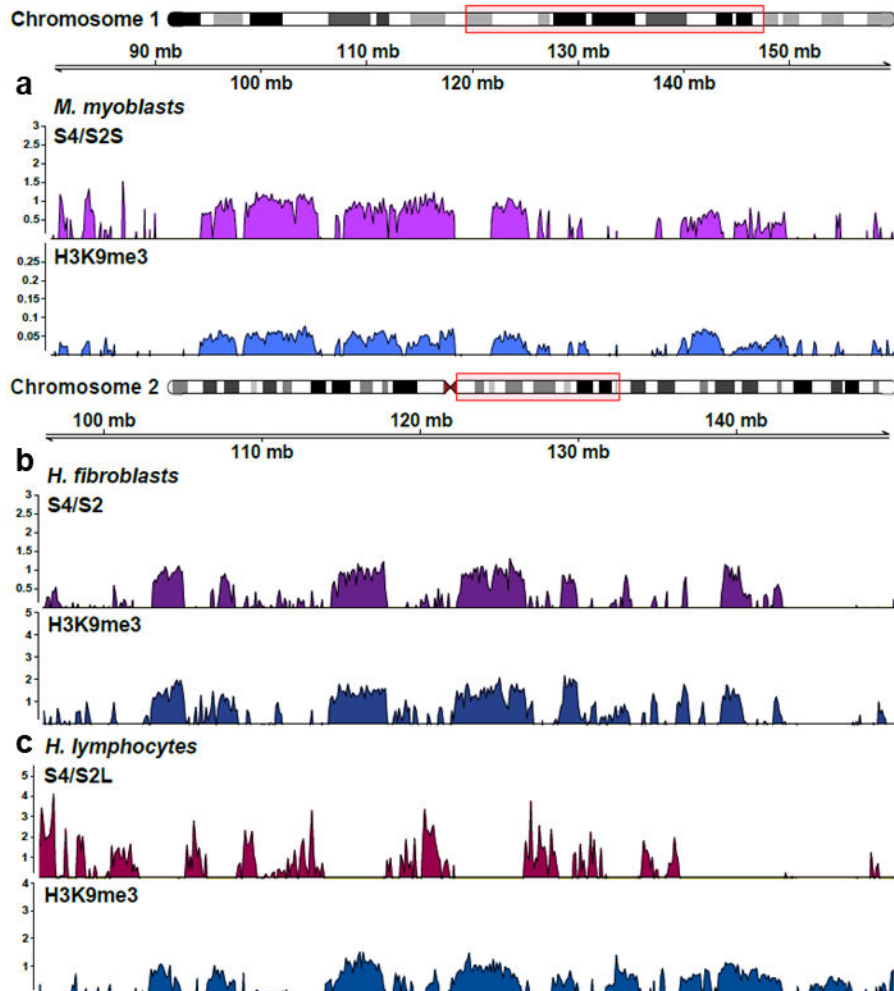 Chromosome 1
90 mb 110 mb 130 mb 150 mb
100 mb 120 mb 140 mb
a
M. myoblasts
S4/S2S
3
2.5
2
1.5
1
0.5
H3K9me3
0.25
0.2
0.15
0.1
0.05
Chromosome 2
100 mb 120 mb 140 mb
110 mb 130 mb
b
H. fibroblasts
S4/S2
3
2.5
2
1.5
1
0.5
H3K9me3
5
4
3
2
1
c
H. lymphocytes
S4/S2L
5
4
3
2
1
H3K9me3
4
3
2
1